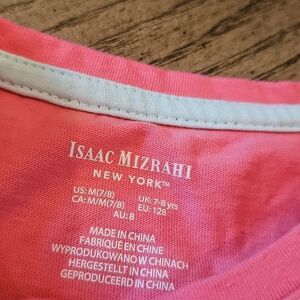 ISAAC MIZRAHI
NEW YORK™
US: M(7/8) UK: 7-8 yrs
CA: M/M(7/8) EU: 128
AU: 8
MADE IN CHINA
FABRIQUÉ EN CHINE
WYPRODUKOWANO W CHINACH
HERGESTELLT IN CHINA
GEPRODUCEERD IN CHINA